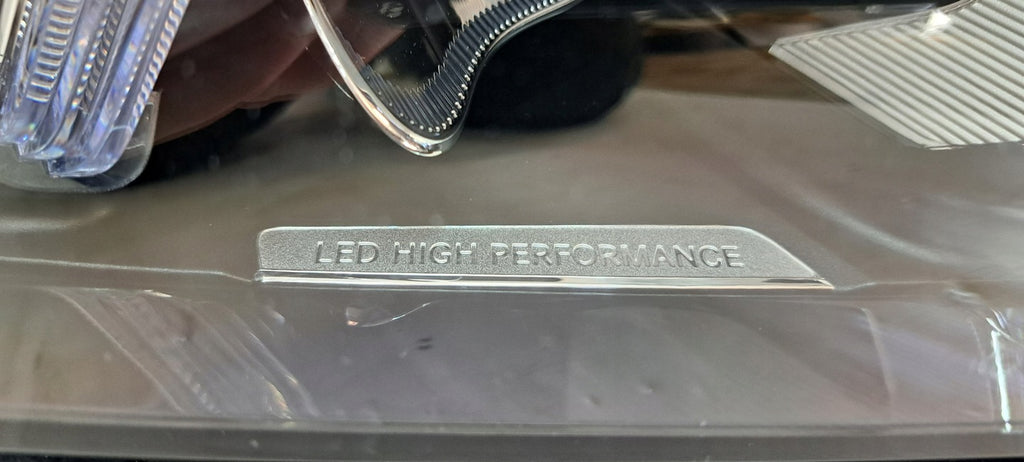 LED HIGH PERFORMANCE